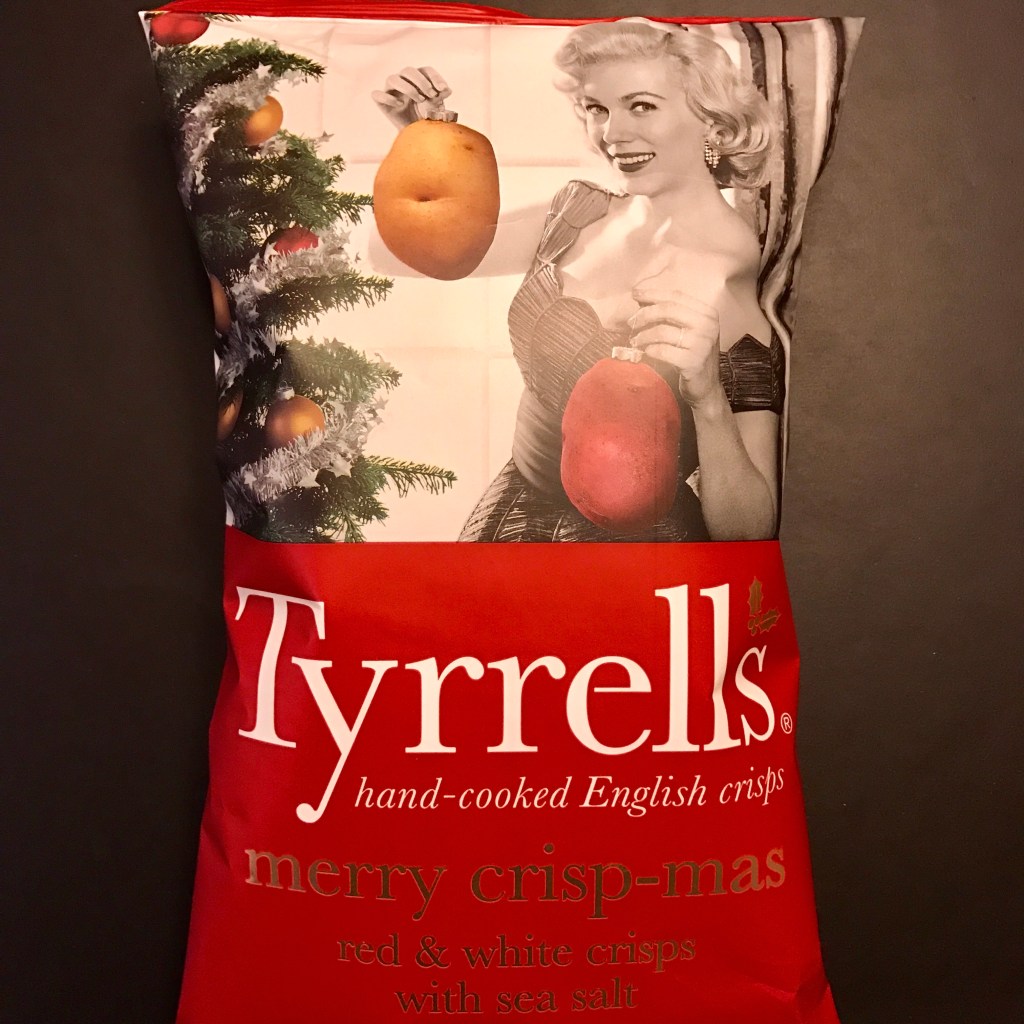 Tyrrells®
hand-cooked English crisps
merry crisp-mas
red & white crisps
with sea salt